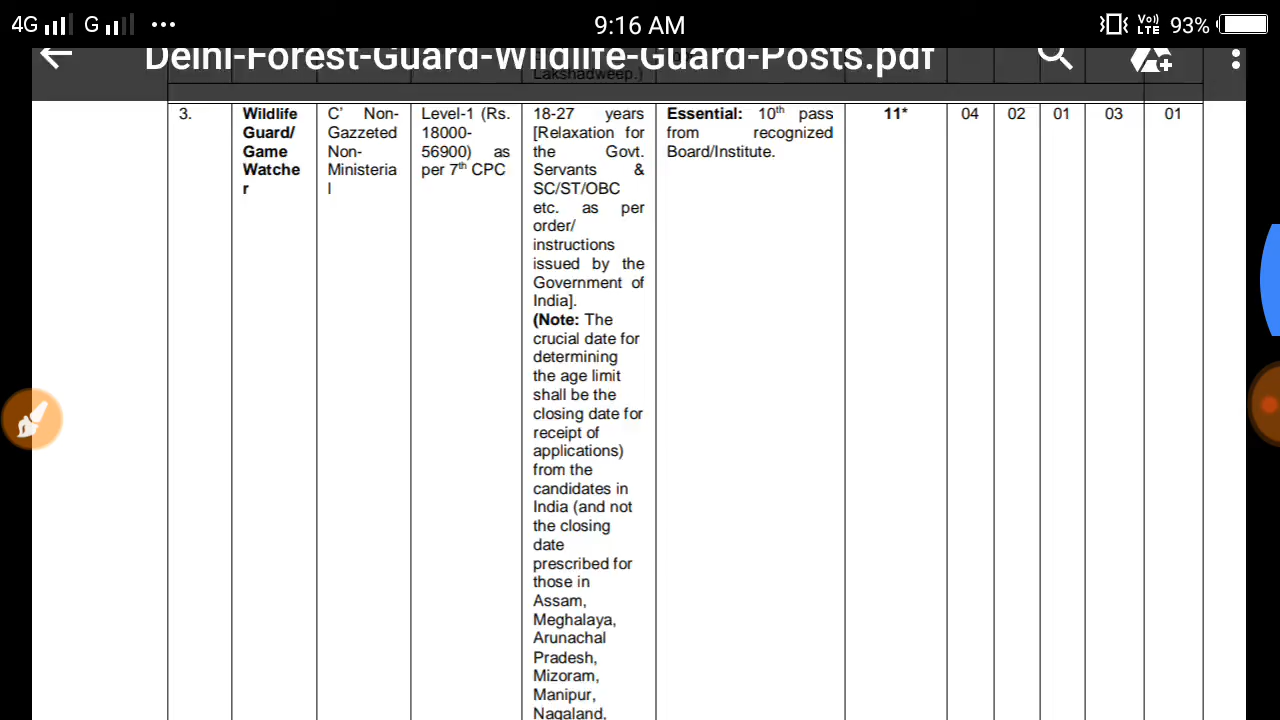 4G G ••• 9:16 AM Vo)) LTE 93%
Delhi-Forest-Guard-Wildlife-Guard-Posts.pdf
Lakshadweep.)
3.
Wildlife
Guard/
Game
Watche
r
C' Non-
Gazzeted
Non-
Ministeria
l
Level-1 (Rs.
18000-
56900) as
per 7th CPC
18-27 years
[Relaxation for
the Govt.
Servants &
SC/ST/OBC
etc. as per
order/
instructions
issued by the
Government of
India].
(Note: The
crucial date for
determining
the age limit
shall be the
closing date for
receipt of
applications)
from the
candidates in
India (and not
the closing
date
prescribed for
those in
Assam,
Meghalaya,
Arunachal
Pradesh,
Mizoram,
Manipur,
Nagaland,
Essential: 10th pass
from recognized
Board/Institute.
11*
04
02
01
03
01